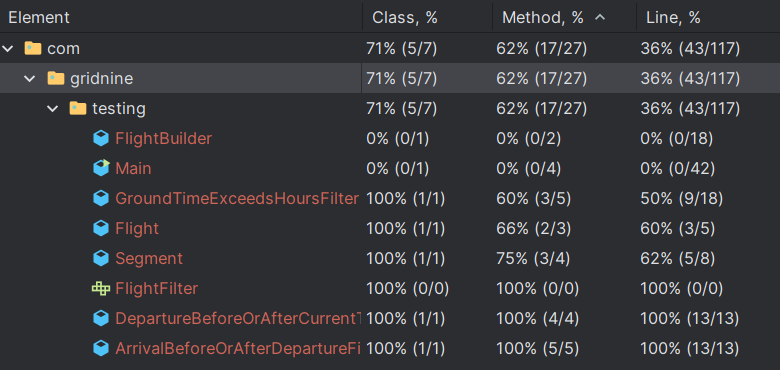 Element Class, % Method, % Line, %
com 71% (5/7) 62% (17/27) 36% (43/117)
gridnine 71% (5/7) 62% (17/27) 36% (43/117)
testing 71% (5/7) 62% (17/27) 36% (43/117)
FlightBuilder 0% (0/1) 0% (0/2) 0% (0/18)
Main 0% (0/1) 0% (0/4) 0% (0/42)
GroundTimeExceedsHoursFilter 100% (1/1) 60% (3/5) 50% (9/18)
Flight 100% (1/1) 66% (2/3) 60% (3/5)
Segment 100% (1/1) 75% (3/4) 62% (5/8)
FlightFilter 100% (0/0) 100% (0/0) 100% (0/0)
DepartureBeforeOrAfterCurrentT 100% (1/1) 100% (4/4) 100% (13/13)
ArrivalBeforeOrAfterDepartureFi 100% (1/1) 100% (5/5) 100% (13/13)